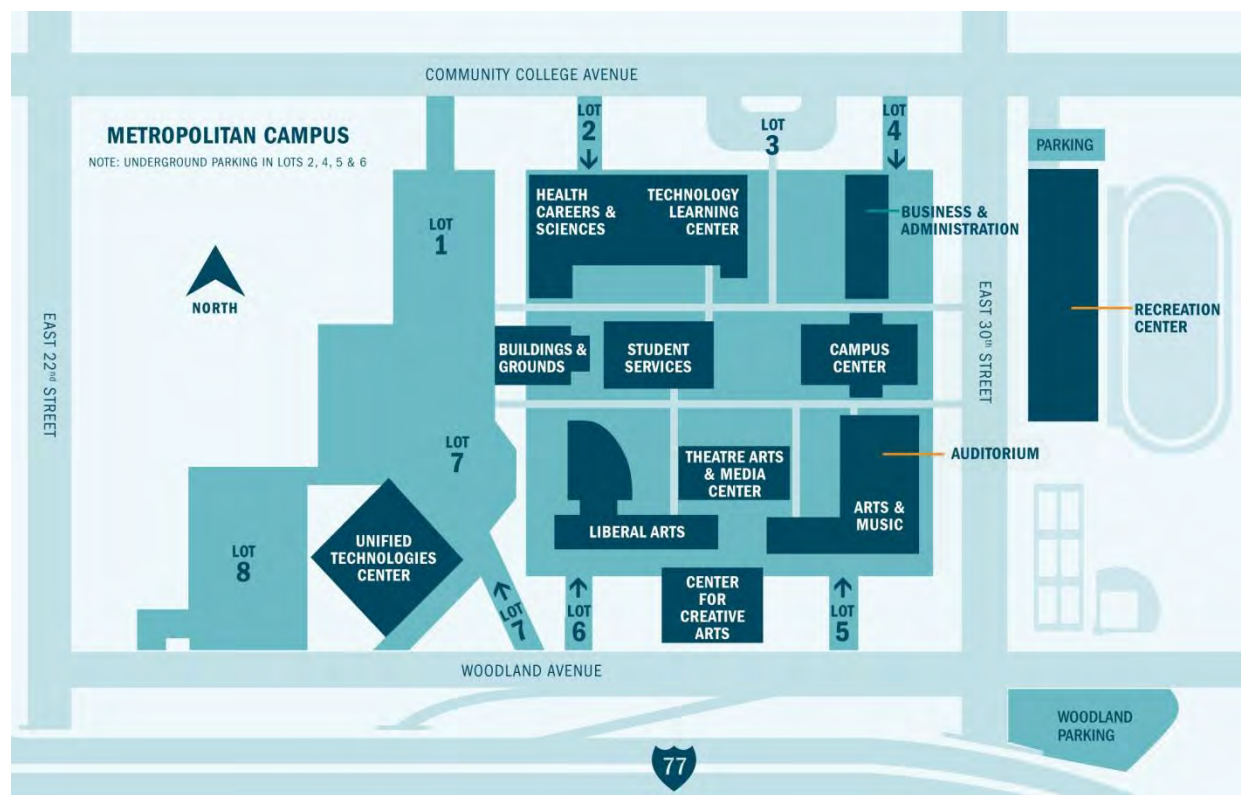 COMMUNITY COLLEGE AVENUE
METROPOLITAN CAMPUS
NOTE: UNDERGROUND PARKING IN LOTS 2, 4, 5 & 6
LOT
2
LOT
3
LOT
4
PARKING
HEALTH
CAREERS &
SCIENCES
TECHNOLOGY
LEARNING
CENTER
BUSINESS &
ADMINISTRATION
LOT
1
NORTH
EAST 22nd STREET
EAST 30th STREET
RECREATION
CENTER
BUILDINGS &
GROUNDS
STUDENT
SERVICES
CAMPUS
CENTER
LOT
7
THEATRE ARTS
& MEDIA
CENTER
AUDITORIUM
ARTS &
MUSIC
LIBERAL ARTS
UNIFIED
TECHNOLOGIES
CENTER
LOT
8
LOT
7
LOT
6
CENTER
FOR
CREATIVE
ARTS
LOT
5
WOODLAND AVENUE
WOODLAND
PARKING
77